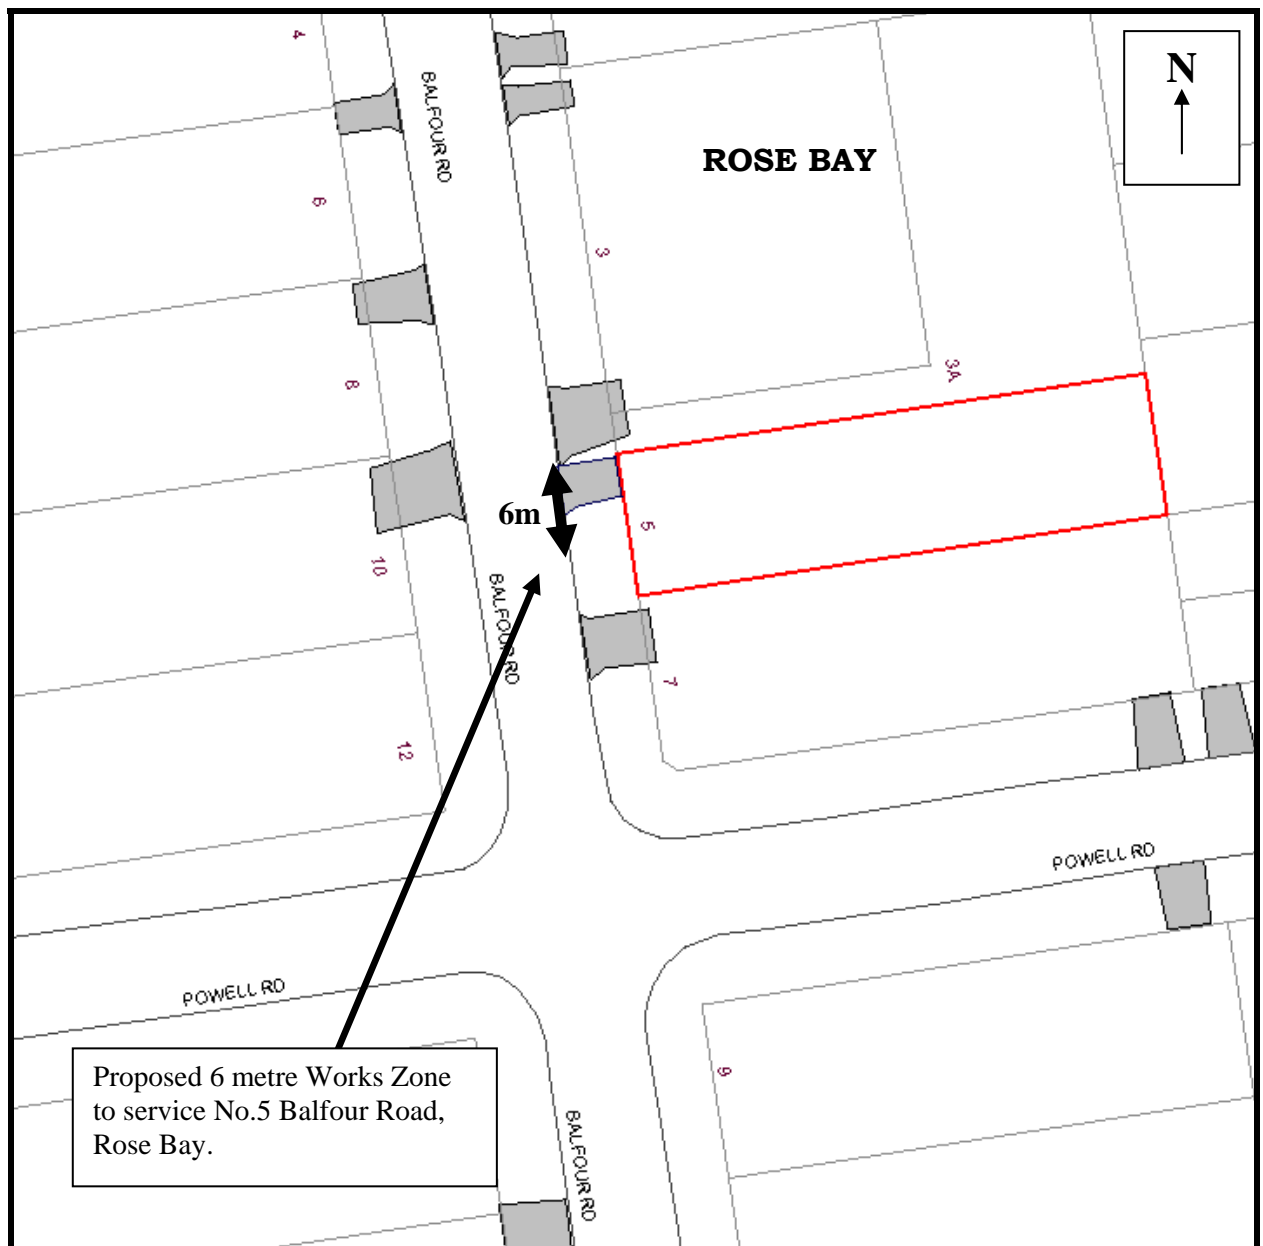 4
BALFOUR RD
N
ROSE BAY
6
3
8
3A
6m
5
10
BALFOUR RD
7
12
POWELL RD
POWELL RD
Proposed 6 metre Works Zone
to service No.5 Balfour Road,
Rose Bay.
9
BALFOUR RD